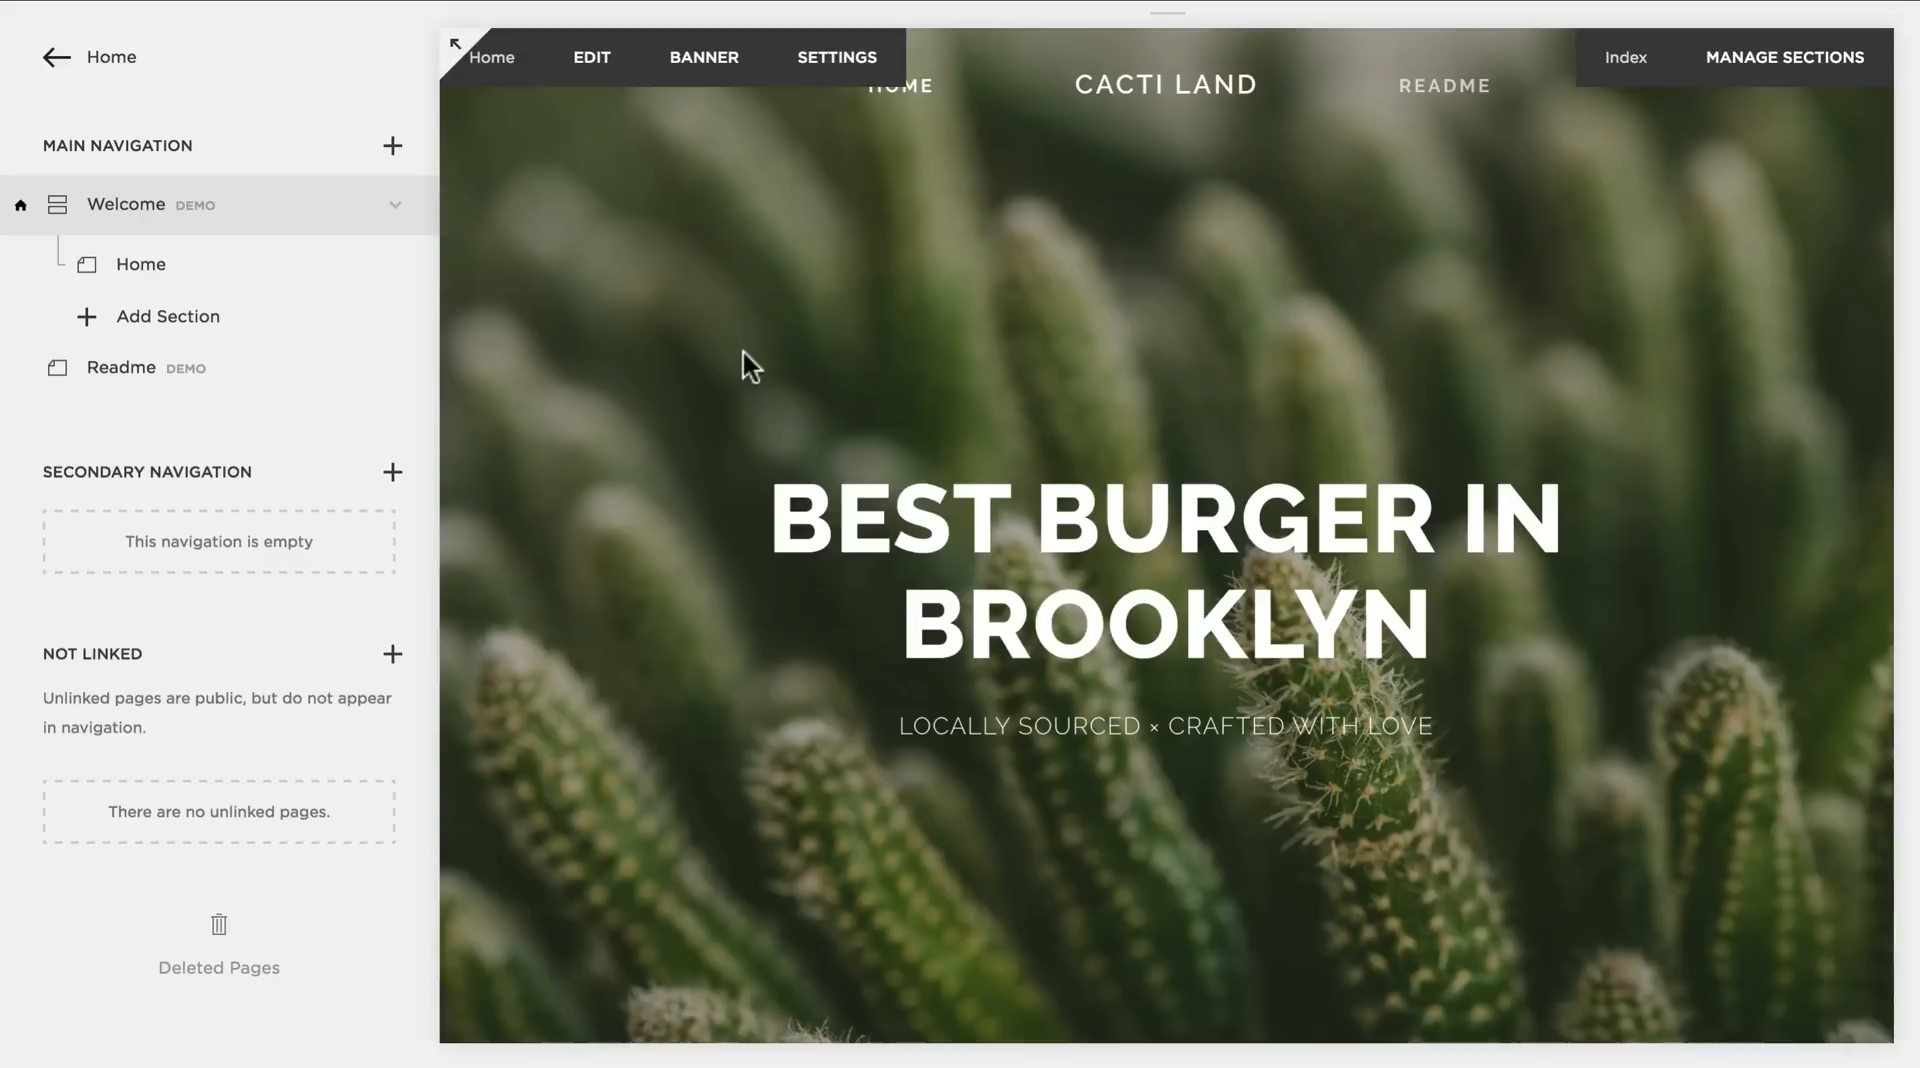 Home
MAIN NAVIGATION
Welcome DEMO
Home
Add Section
Readme DEMO
SECONDARY NAVIGATION
This navigation is empty
NOT LINKED
Unlinked pages are public, but do not appear
in navigation.
There are no unlinked pages.
Deleted Pages
Home EDIT BANNER SETTINGS
Index MANAGE SECTIONS
HOME CACTI LAND README
BEST BURGER IN
BROOKLYN
LOCALLY SOURCED × CRAFTED WITH LOVE